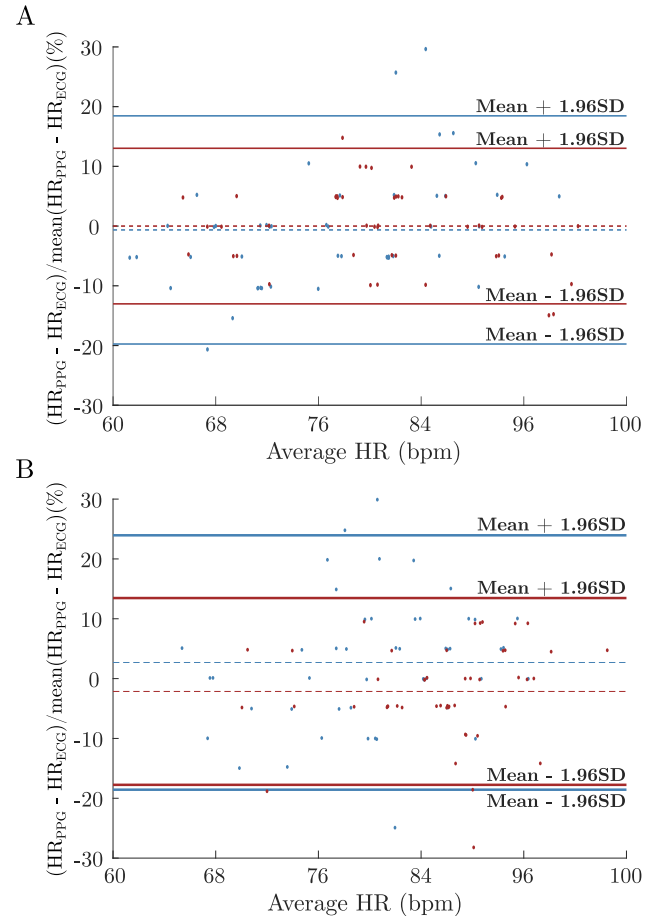 A
(HR_PPG - HR_ECG)/mean(HR_PPG - HR_ECG)(%)
30
20
10
0
-10
-20
-30
Mean + 1.96SD
Mean + 1.96SD
Mean - 1.96SD
Mean - 1.96SD
60 68 76 84 96 100
Average HR (bpm)
B
(HR_PPG - HR_ECG)/mean(HR_PPG - HR_ECG)(%)
30
20
10
0
-10
-20
-30
Mean + 1.96SD
Mean + 1.96SD
Mean - 1.96SD
Mean - 1.96SD
60 68 76 84 96 100
Average HR (bpm)